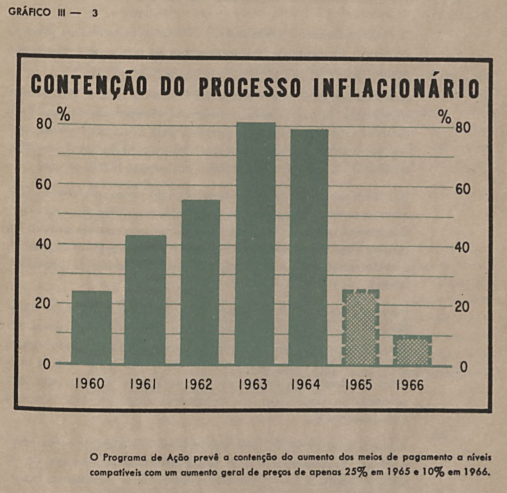 GRÁFICO III — 3
CONTENÇÃO DO PROCESSO INFLACIONÁRIO
% %
80 80
60 60
40 40
20 20
0 0
1960 1961 1962 1963 1964 1965 1966
O Programa de Ação prevê a contenção do aumento dos meios de pagamento a níveis
compatíveis com um aumento geral de preços de apenas 25% em 1965 e 10% em 1966.